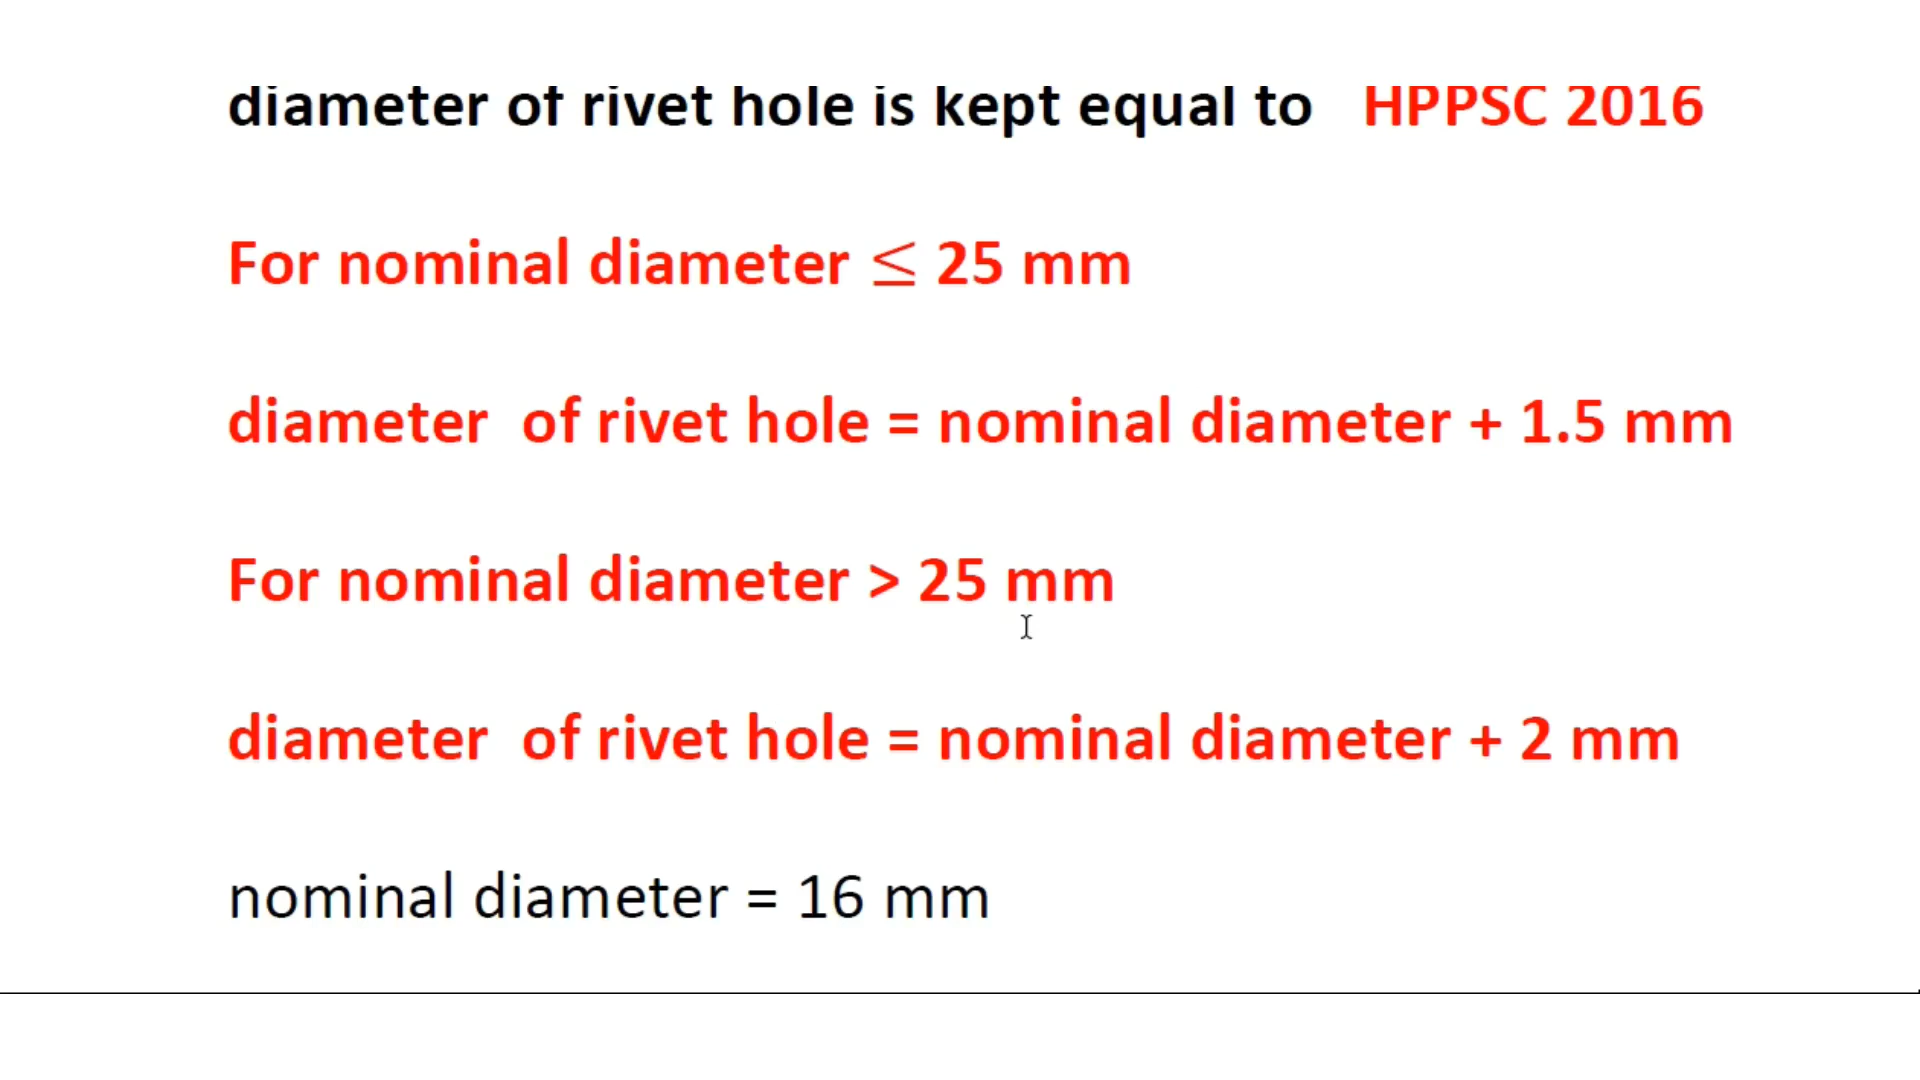 diameter of rivet hole is kept equal to HPPSC 2016
For nominal diameter ≤ 25 mm
diameter of rivet hole = nominal diameter + 1.5 mm
For nominal diameter > 25 mm
diameter of rivet hole = nominal diameter + 2 mm
nominal diameter = 16 mm